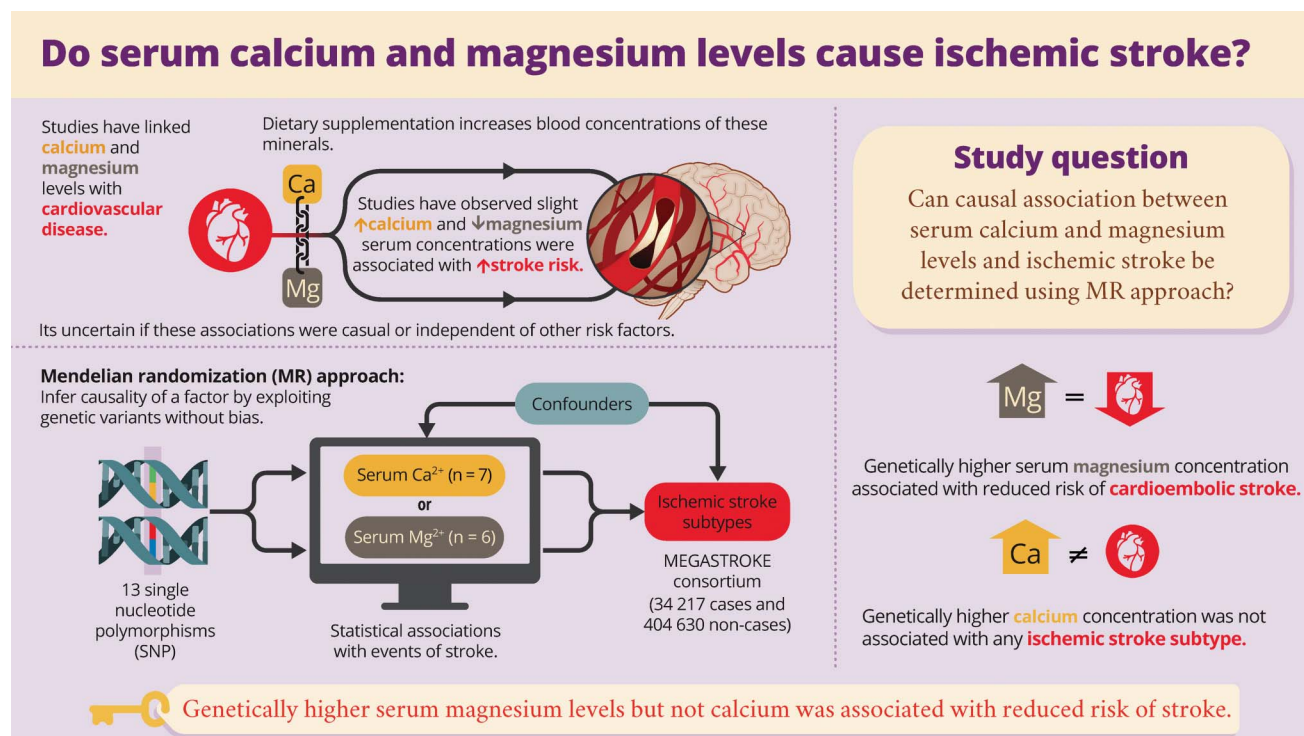 Do serum calcium and magnesium levels cause ischemic stroke?
Studies have linked
calcium and
magnesium
levels with
cardiovascular
disease.
Dietary supplementation increases blood concentrations of these
minerals.
Ca
Mg
Studies have observed slight
↑calcium and ↓magnesium
serum concentrations were
associated with ↑stroke risk.
Its uncertain if these associations were casual or independent of other risk factors.
Mendelian randomization (MR) approach:
Infer causality of a factor by exploiting
genetic variants without bias.
Confounders
Serum Ca²⁺ (n = 7)
or
Serum Mg²⁺ (n = 6)
Ischemic stroke
subtypes
13 single
nucleotide
polymorphisms
(SNP)
Statistical associations
with events of stroke.
MEGASTROKE
consortium
(34 217 cases and
404 630 non-cases)
Study question
Can causal association between
serum calcium and magnesium
levels and ischemic stroke be
determined using MR approach?
Mg =
Genetically higher serum magnesium concentration
associated with reduced risk of cardioembolic stroke.
Ca ≠
Genetically higher calcium concentration was not
associated with any ischemic stroke subtype.
Genetically higher serum magnesium levels but not calcium was associated with reduced risk of stroke.